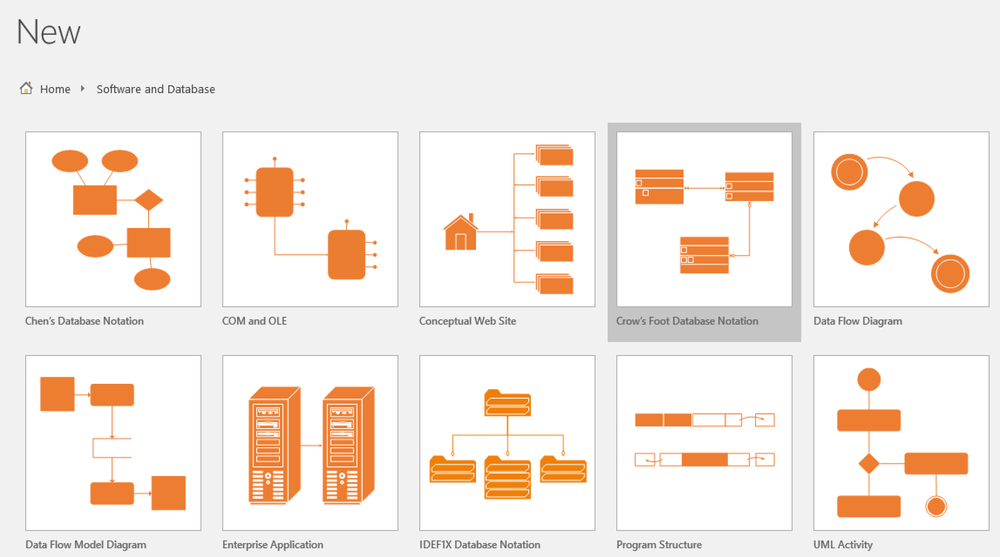 New
Home
Software and Database
Chen's Database Notation
COM and OLE
Conceptual Web Site
Crow's Foot Database Notation
Data Flow Diagram
Data Flow Model Diagram
Enterprise Application
IDEF1X Database Notation
Program Structure
UML Activity